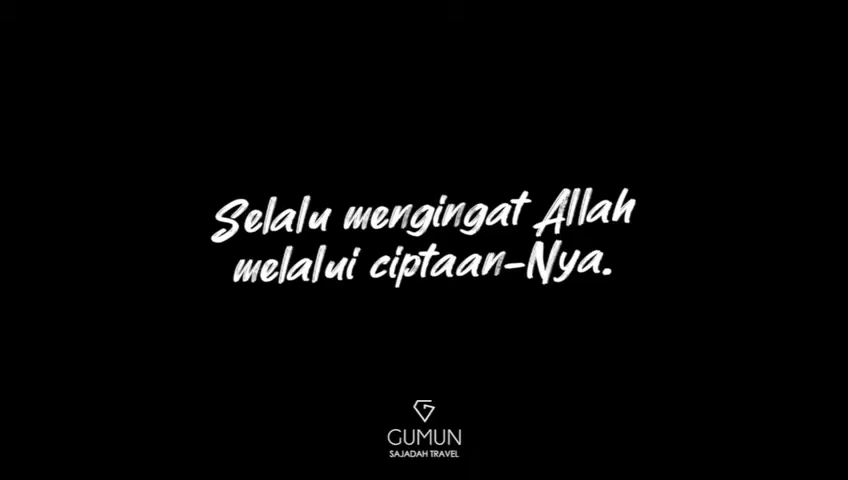 Selalu mengingat Allah
melalui ciptaan-Nya.
GUMUN
SAJADAH TRAVEL